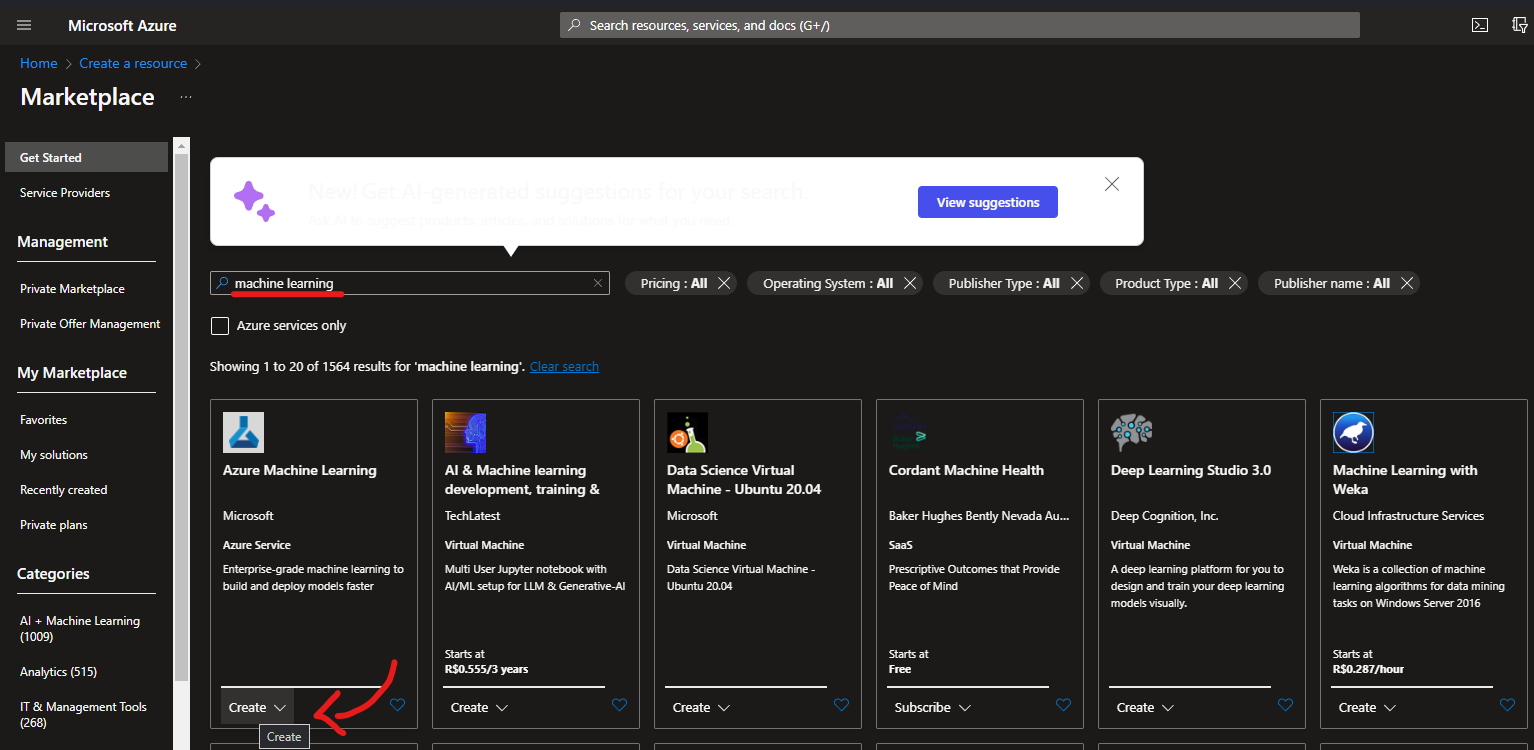 Microsoft Azure
Search resources, services, and docs (G+/)
Home > Create a resource >
Marketplace ...
Get Started
Service Providers
Management
Private Marketplace
Private Offer Management
My Marketplace
Favorites
My solutions
Recently created
Private plans
Categories
AI + Machine Learning
(1009)
Analytics (515)
IT & Management Tools
(268)
New! Get AI-generated suggestions for your search.
Ask AI to suggest products, articles, and solutions for what you need.
View suggestions
machine learning
Pricing : All
Operating System : All
Publisher Type : All
Product Type : All
Publisher name : All
Azure services only
Showing 1 to 20 of 1564 results for 'machine learning'. Clear search
Azure Machine Learning
Microsoft
Azure Service
Enterprise-grade machine learning to
build and deploy models faster
Create
Create
AI & Machine learning
development, training &
TechLatest
Virtual Machine
Multi User Jupyter notebook with
AI/ML setup for LLM & Generative-AI
Starts at
R$0.555/3 years
Create
Data Science Virtual
Machine - Ubuntu 20.04
Microsoft
Virtual Machine
Data Science Virtual Machine -
Ubuntu 20.04
Create
Cordant Machine Health
Baker Hughes Bently Nevada Au...
SaaS
Prescriptive Outcomes that Provide
Peace of Mind
Starts at
Free
Subscribe
Deep Learning Studio 3.0
Deep Cognition, Inc.
Virtual Machine
A deep learning platform for you to
design and train your deep learning
models visually.
Create
Machine Learning with
Weka
Cloud Infrastructure Services
Virtual Machine
Weka is a collection of machine
learning algorithms for data mining
tasks on Windows Server 2016
Starts at
R$0.287/hour
Create